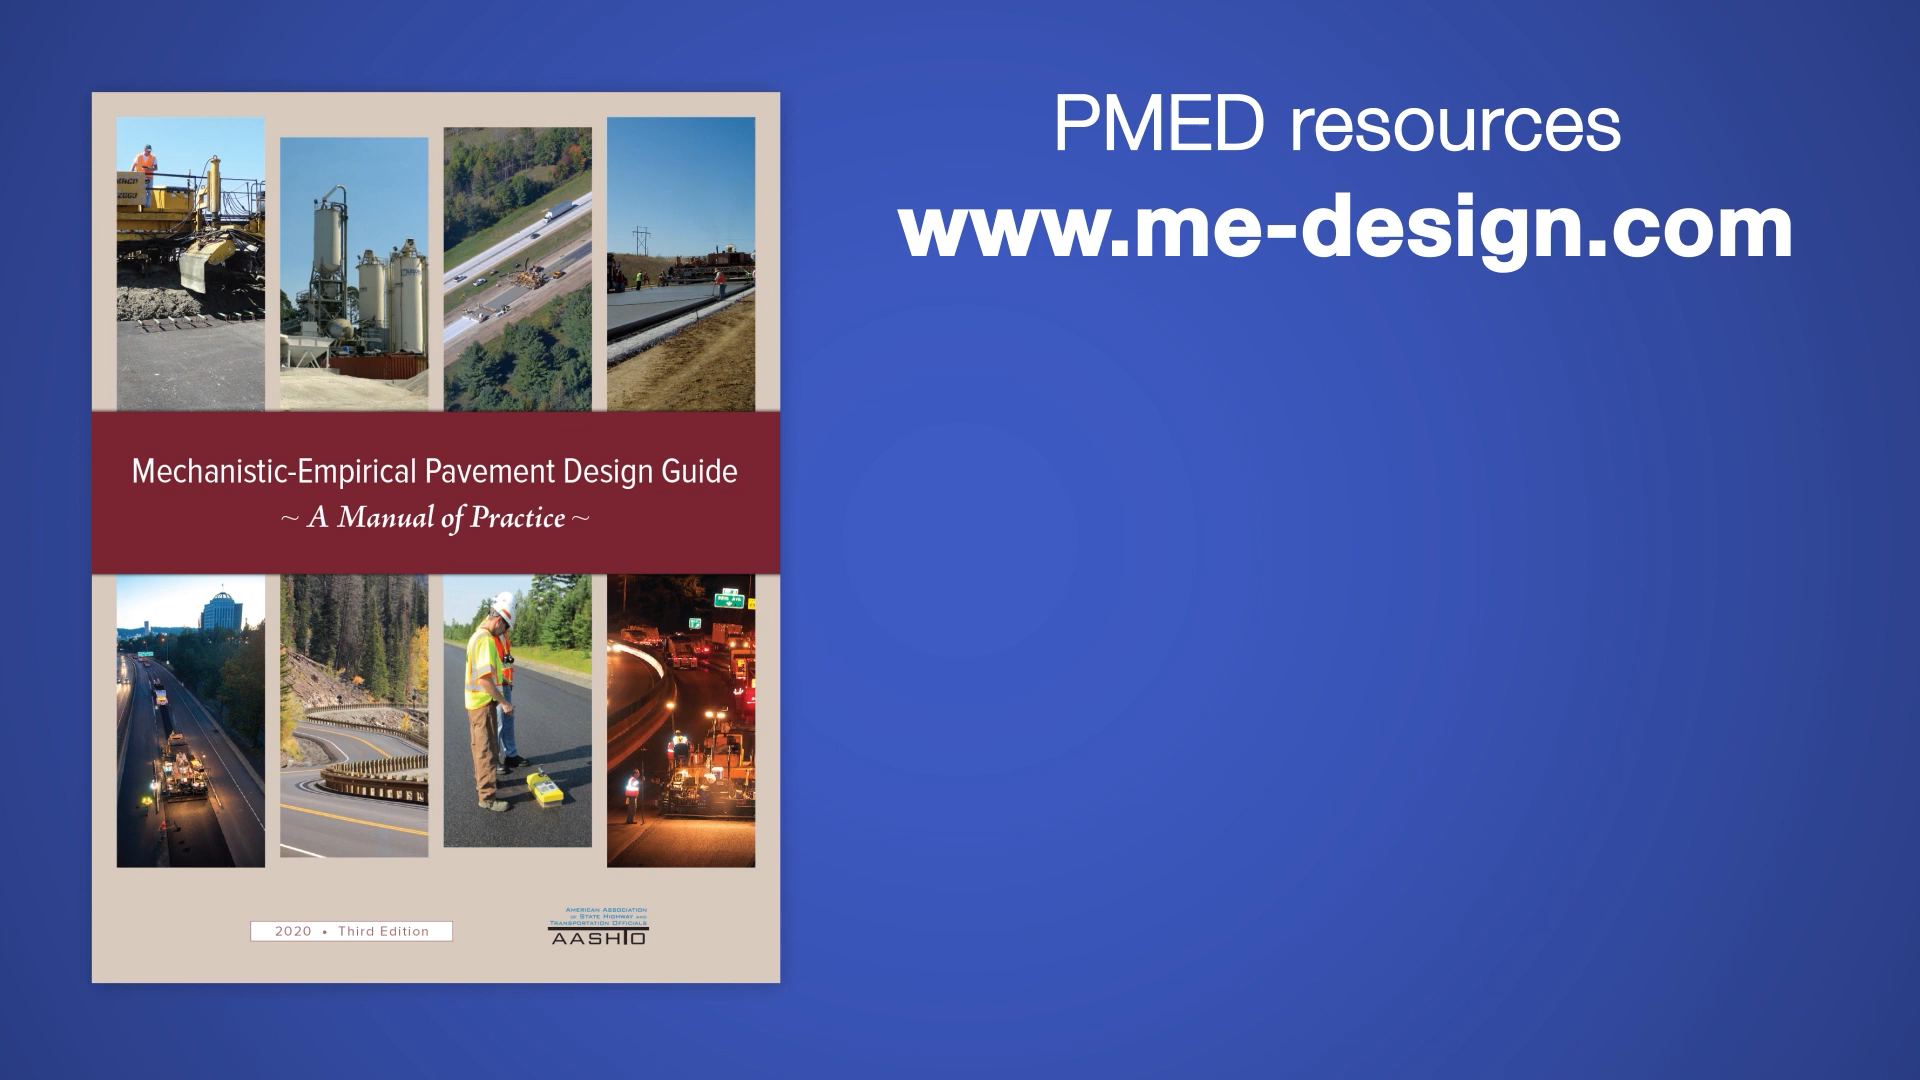 PMED resources
www.me-design.com
Mechanistic-Empirical Pavement Design Guide
~ A Manual of Practice ~
2020 • Third Edition
American Association
of State Highway and
Transportation Officials
AASHTO